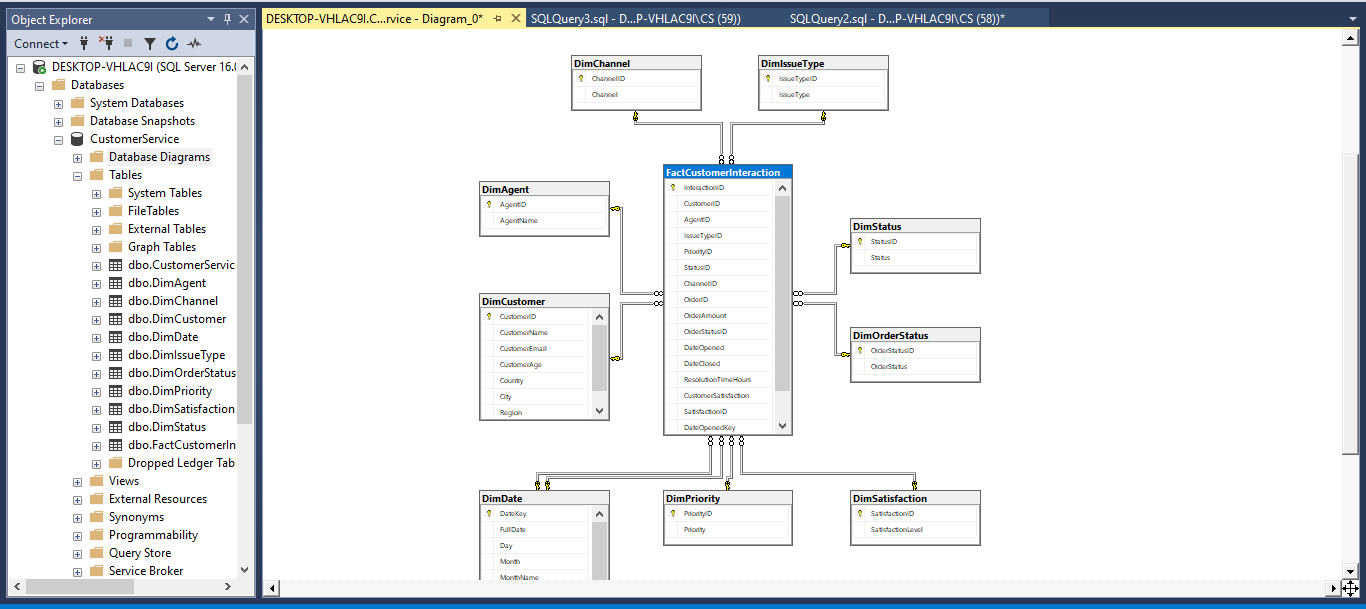 Object Explorer
Connect
DESKTOP-VHLAC9I (SQL Server 16.0
Databases
System Databases
Database Snapshots
CustomerService
Database Diagrams
Tables
System Tables
FileTables
External Tables
Graph Tables
dbo.CustomerServic
dbo.DimAgent
dbo.DimChannel
dbo.DimCustomer
dbo.DimDate
dbo.DimIssueType
dbo.DimOrderStatus
dbo.DimPriority
dbo.DimSatisfaction
dbo.DimStatus
dbo.FactCustomerIn
Dropped Ledger Tab
Views
External Resources
Synonyms
Programmability
Query Store
Service Broker
DESKTOP-VHLAC9I.C...rvice - Diagram_0*
SQLQuery3.sql - D...P-VHLAC9I\CS (59))
SQLQuery2.sql - D...P-VHLAC9I\CS (58))*
DimChannel
ChannelID
Channel
DimIssueType
IssueTypeID
IssueType
DimAgent
AgentID
AgentName
DimCustomer
CustomerID
CustomerName
CustomerEmail
CustomerAge
Country
City
Region
FactCustomerInteraction
InteractionID
CustomerID
AgentID
IssueTypeID
PriorityID
StatusID
ChannelID
OrderID
OrderAmount
OrderStatusID
DateOpened
DateClosed
ResolutionTimeHours
CustomerSatisfaction
SatisfactionID
DateOpenedKey
DimStatus
StatusID
Status
DimOrderStatus
OrderStatusID
OrderStatus
DimDate
DateKey
FullDate
Day
Month
MonthName
DimPriority
PriorityID
Priority
DimSatisfaction
SatisfactionID
SatisfactionLevel